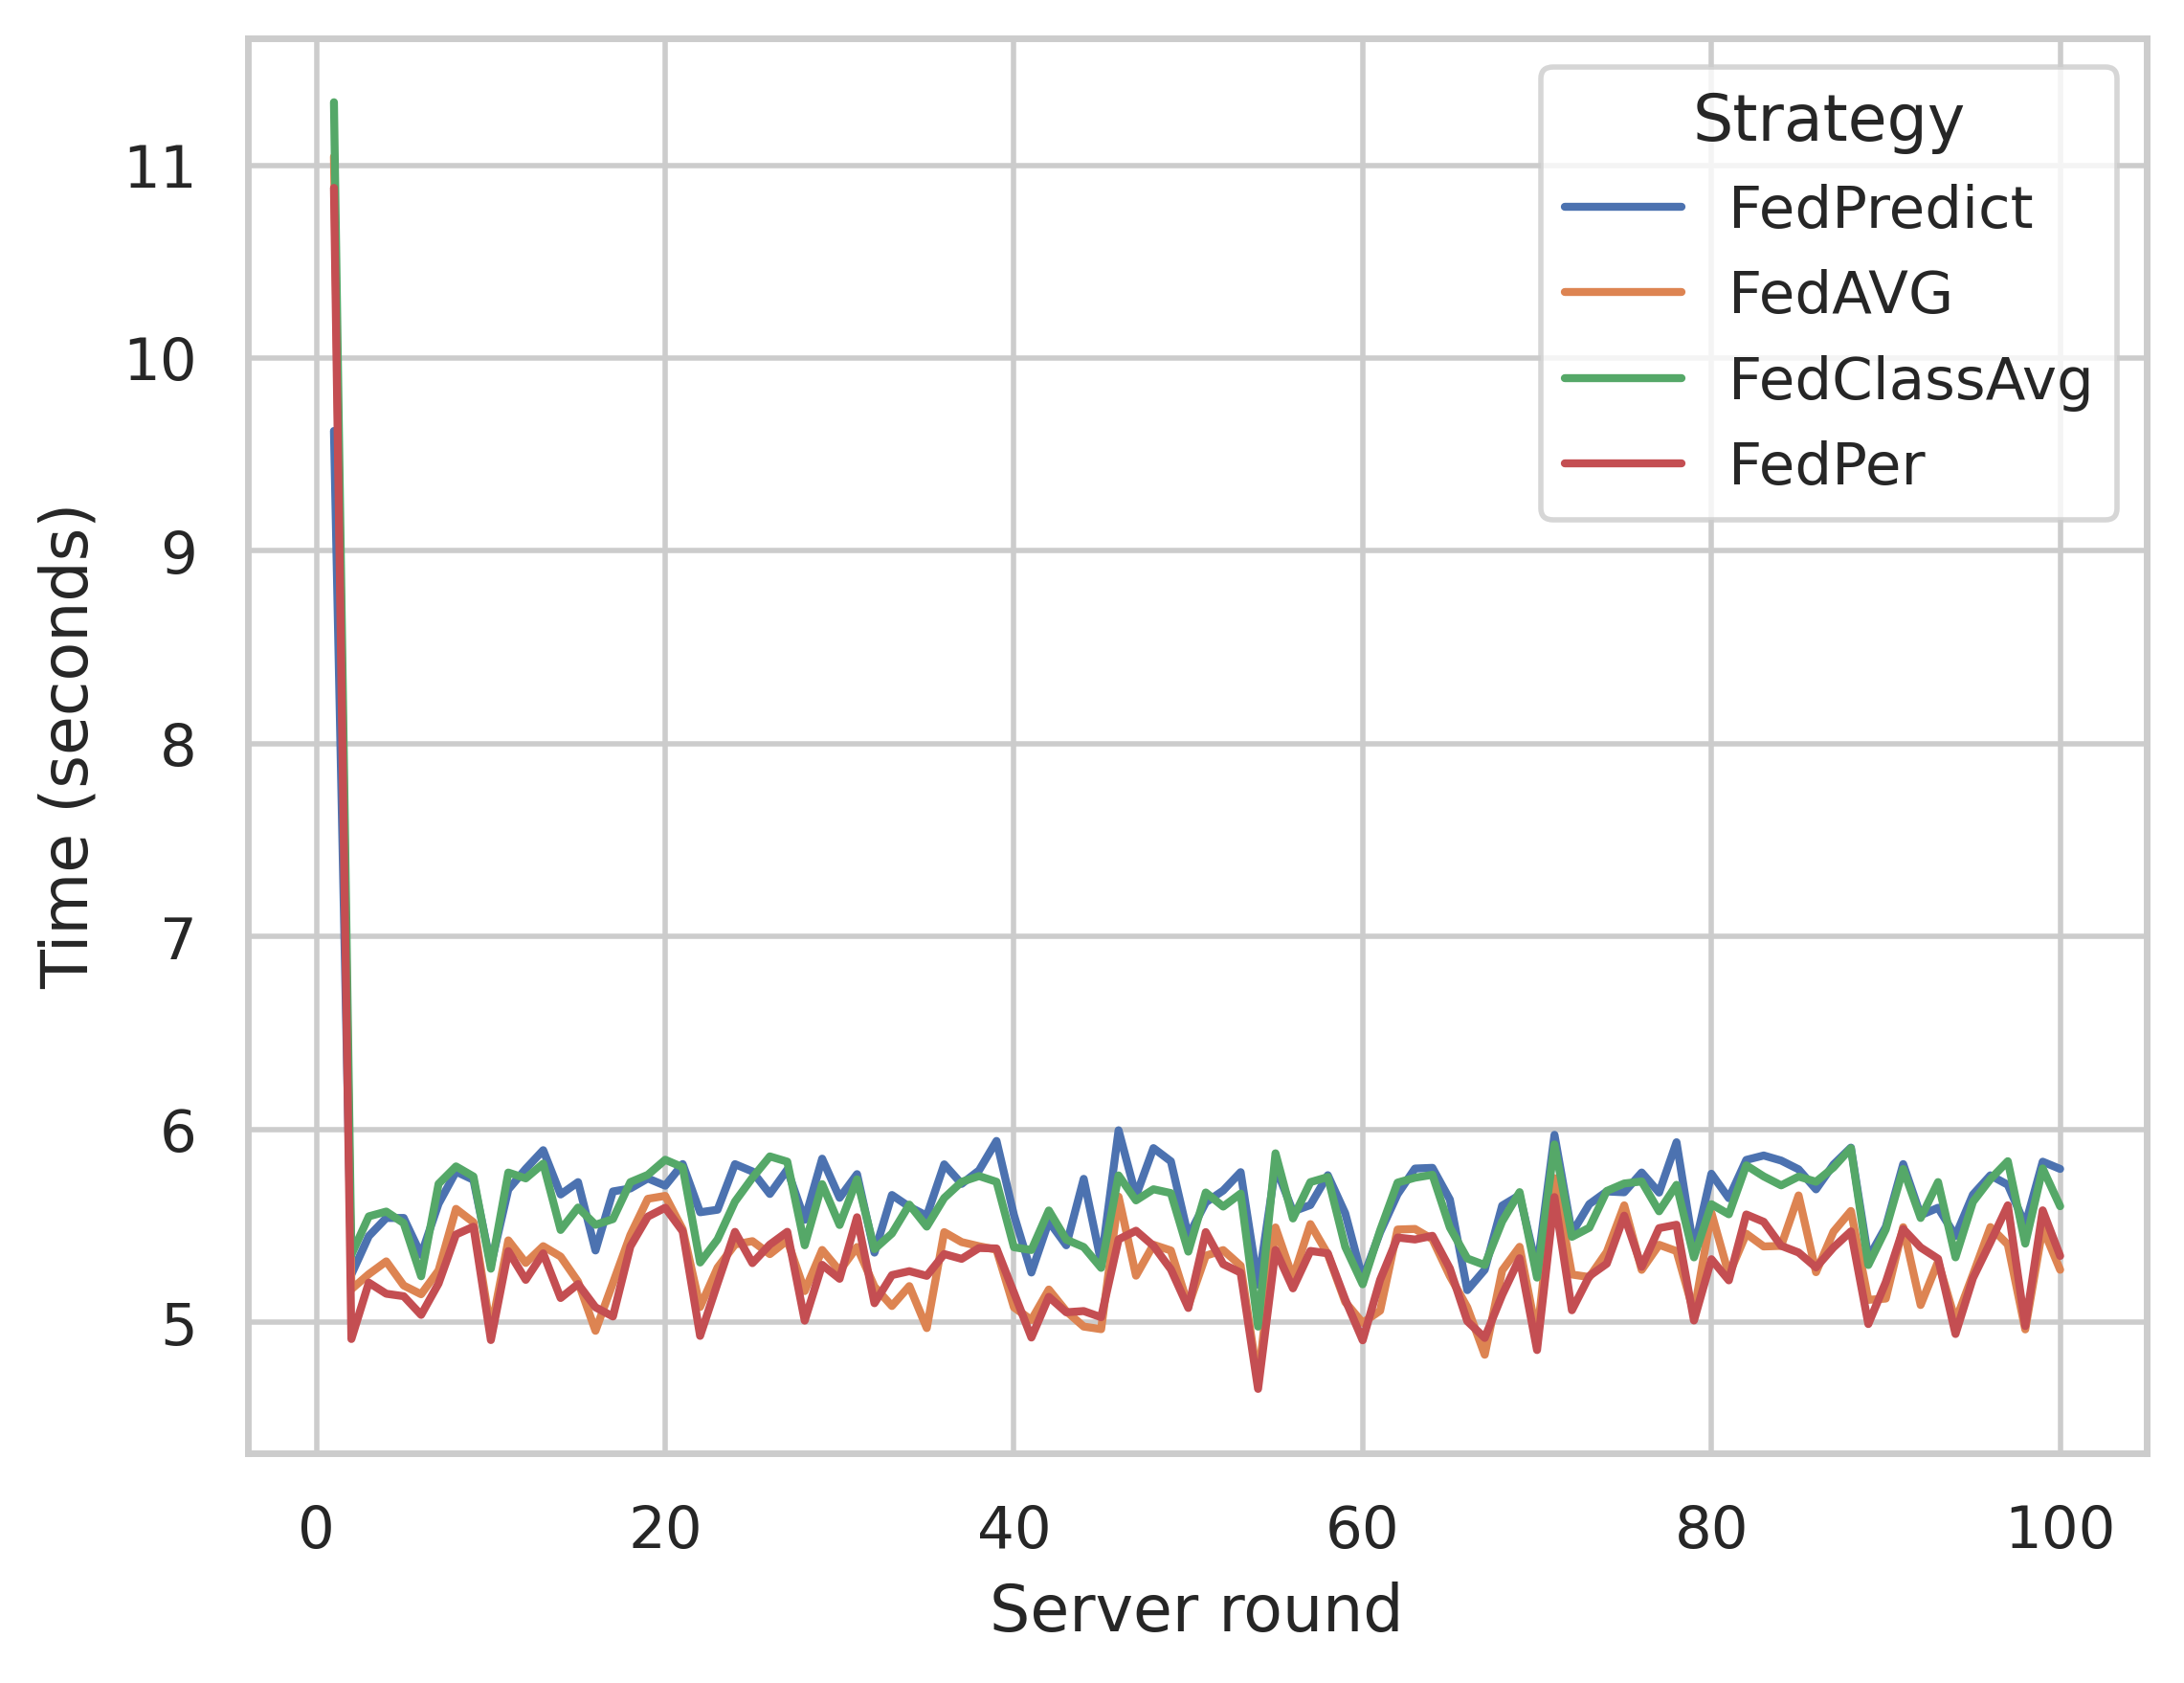 Strategy
FedPredict
FedAVG
FedClassAvg
FedPer
11
10
9
8
7
6
5
Time (seconds)
0 20 40 60 80 100
Server round